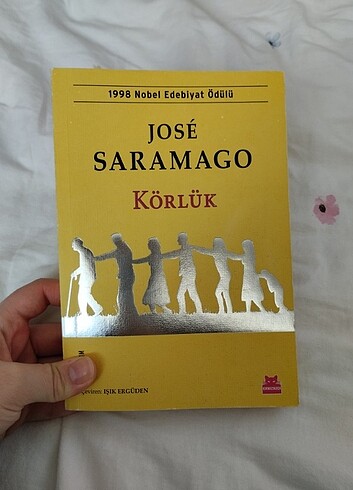 1998 Nobel Edebiyat Ödülü
JOSÉ
SARAMAGO
KÖRLÜK
Çeviren: IŞIK ERGÜDEN